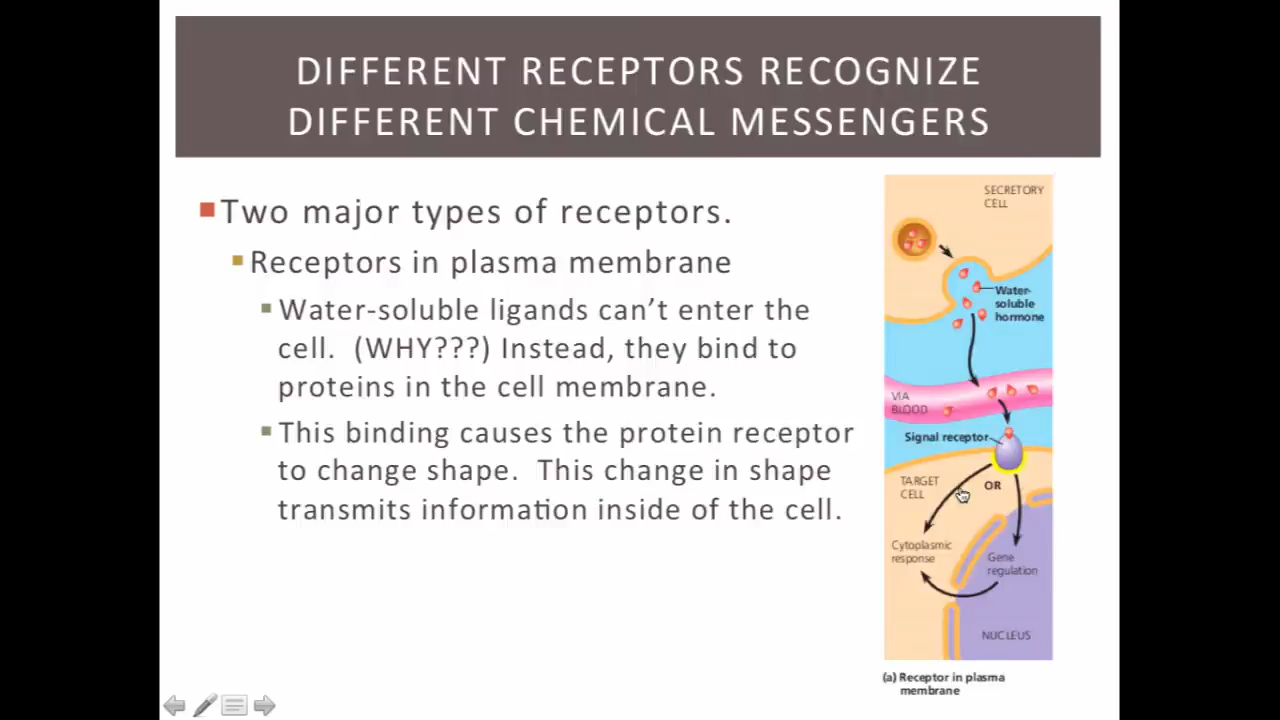 DIFFERENT RECEPTORS RECOGNIZE
DIFFERENT CHEMICAL MESSENGERS
Two major types of receptors.
Receptors in plasma membrane
Water-soluble ligands can't enter the
cell.  (WHY???) Instead, they bind to
proteins in the cell membrane.
This binding causes the protein receptor
to change shape.  This change in shape
transmits information inside of the cell.
SECRETORY
CELL
Water-
soluble
hormone
VIA
BLOOD
Signal receptor
TARGET
CELL
OR
Cytoplasmic
response
Gene
regulation
NUCLEUS
(a) Receptor in plasma
membrane